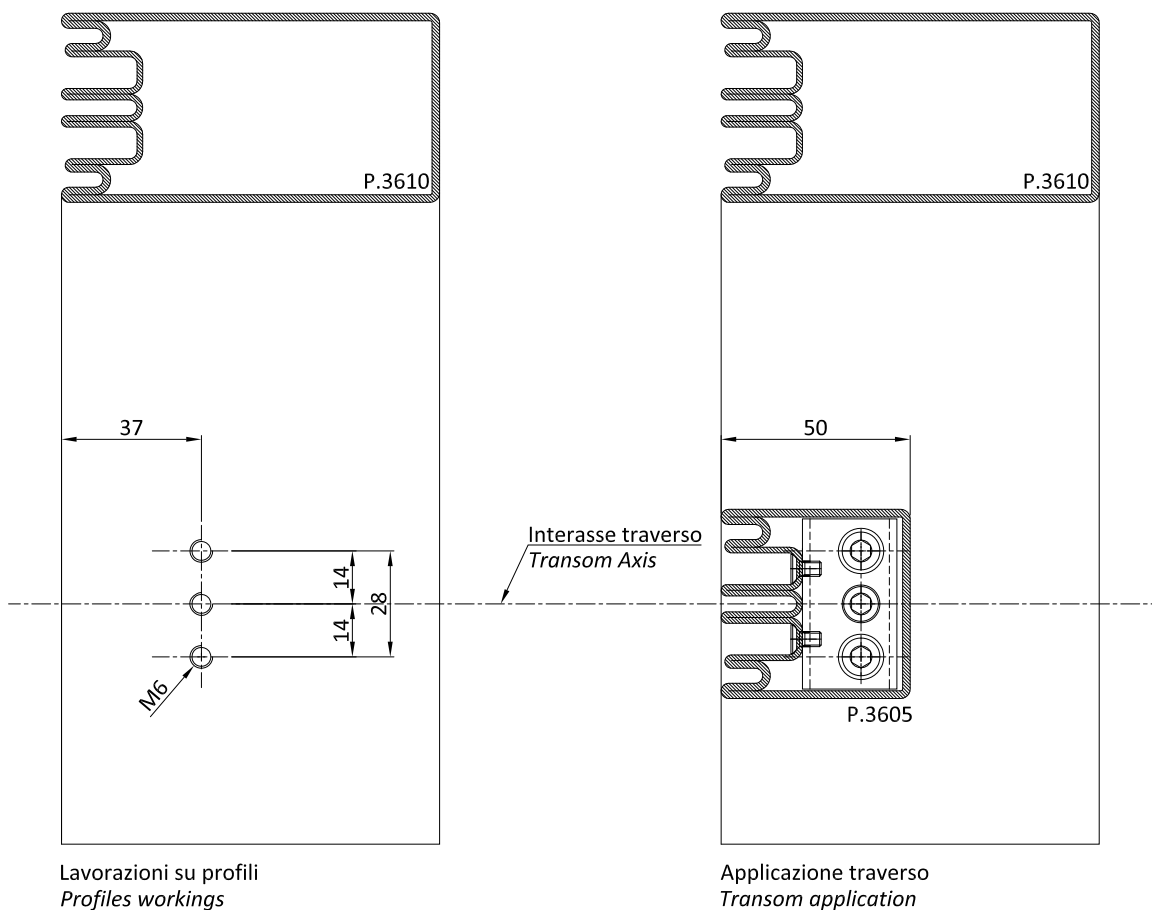 P.3610
P.3610
37
50
Interasse traverso
Transom Axis
14
28
14
M6
P.3605
Lavorazioni su profili
Profiles workings
Applicazione traverso
Transom application